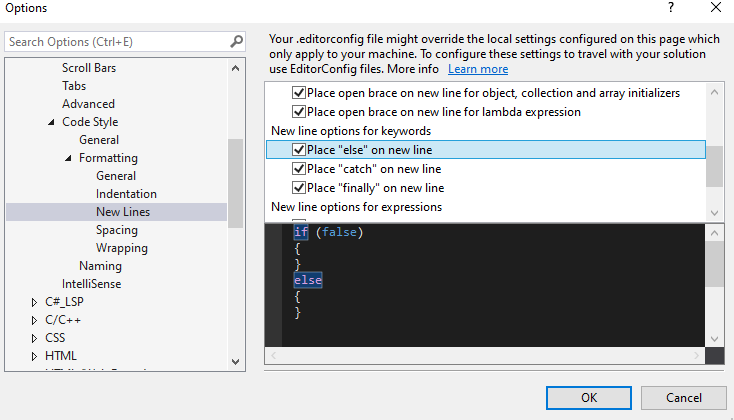 Options
? ✕
Search Options (Ctrl+E)
Scroll Bars
Tabs
Advanced
Code Style
General
Formatting
General
Indentation
New Lines
Spacing
Wrapping
Naming
IntelliSense
C#_LSP
C/C++
CSS
HTML
Your .editorconfig file might override the local settings configured on this page which
only apply to your machine. To configure these settings to travel with your solution
use EditorConfig files. More info Learn more
Place open brace on new line for object, collection and array initializers
Place open brace on new line for lambda expression
New line options for keywords
Place "else" on new line
Place "catch" on new line
Place "finally" on new line
New line options for expressions
if (false)
{
}
else
{
}
OK
Cancel